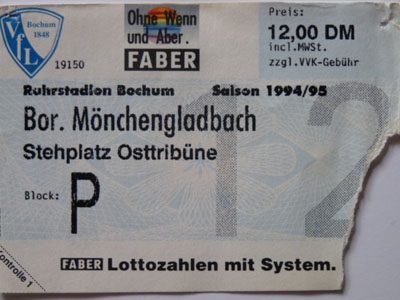 Bochum
1848
VfL
Ohne Wenn
und Aber.
FABER
Preis:
12,00 DM
incl.MWSt.
zzgl.VVK-Gebühr
19150
Ruhrstadion Bochum Saison 1994/95
Bor. Mönchengladbach
Stehplatz Osttribüne
12
Block: P
ontrolle 1
FABER Lottozahlen mit System.